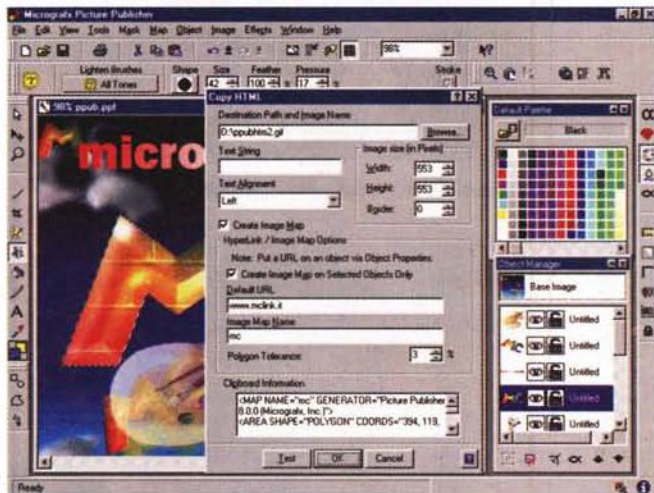 Micrografx Picture Publisher
File Edit View Tools Mask Map Object Image Effects Window Help
98%
Lighten Brushes
All Tones
Shape
Size
42
Feather
100
Pressure
17
Stroke
98% ppub.ppf
micro
Copy HTML
Destination Path and Image Name
D:\ppubhtm2.gif
Browse...
Text String
Image size (in Pixels)
Width: 553
Height: 553
Border: 0
Text Alignment
Left
Create Image Map
HyperLink / Image Map Options
Note: Put a URL on an object via Object Properties
Create Image Map on Selected Objects Only
Default URL
www.mclink.it
Image Map Name
mc
Polygon Tolerance: 3 %
Clipboard Information
<MAP NAME="mc" GENERATOR="Picture Publisher
8.0.0 (Micrografx, Inc.)">
<AREA SHAPE="POLYGON" COORDS="394, 119,
Test
OK
Cancel
Default Palette
Black
Object Manager
Base Image
Untitled
Untitled
Untitled
Untitled
Untitled
Ready